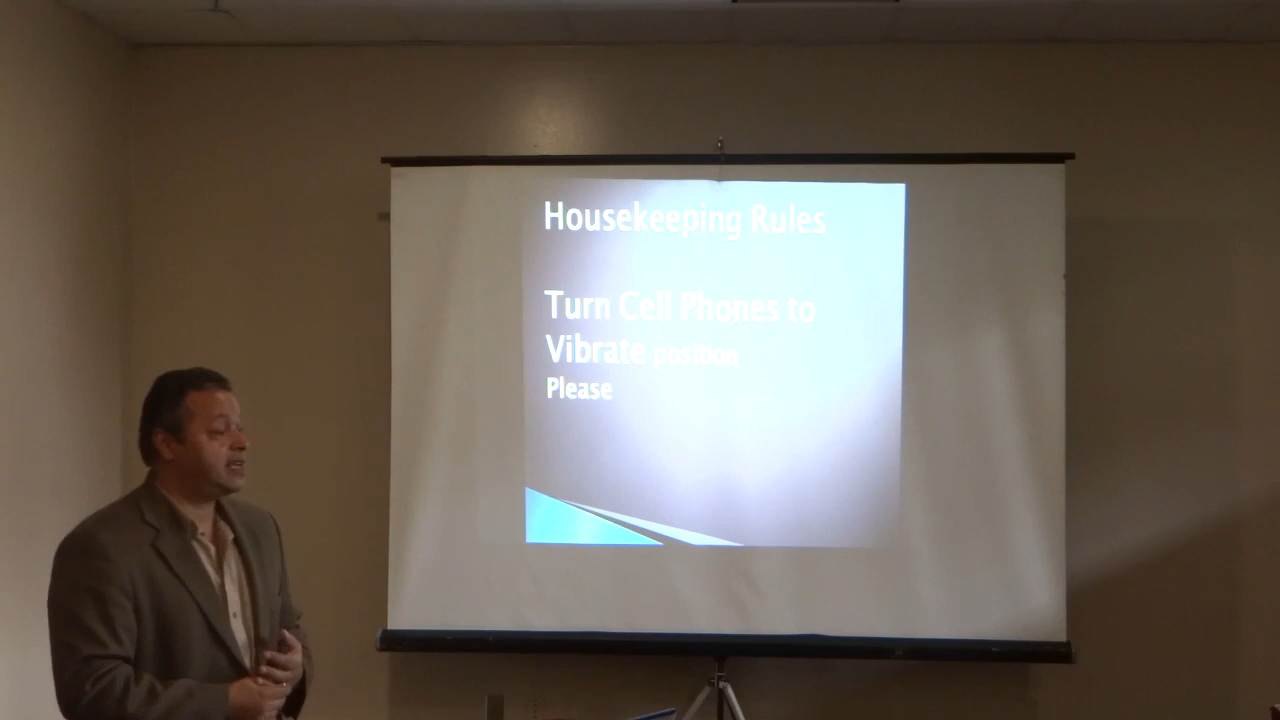 Housekeeping Rules
Turn Cell Phones to
Vibrate position
Please